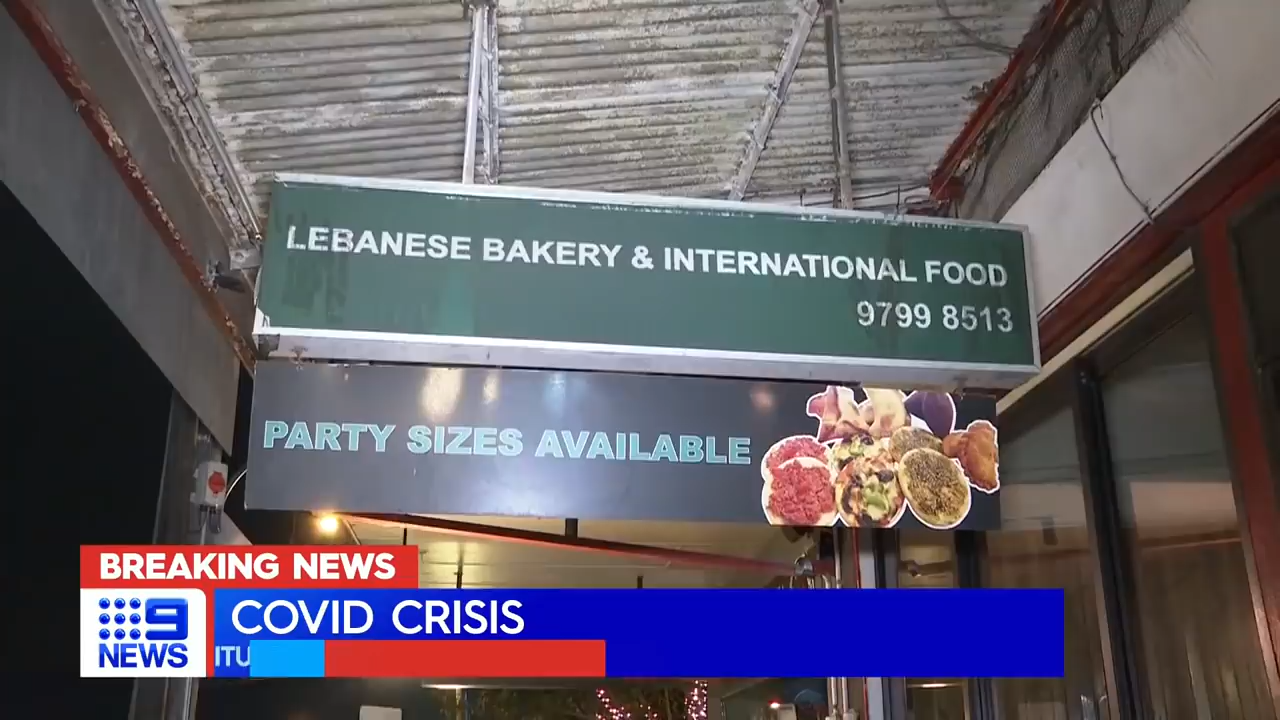 LEBANESE BAKERY & INTERNATIONAL FOOD
9799 8513
PARTY SIZES AVAILABLE
BREAKING NEWS
9
NEWS
COVID CRISIS